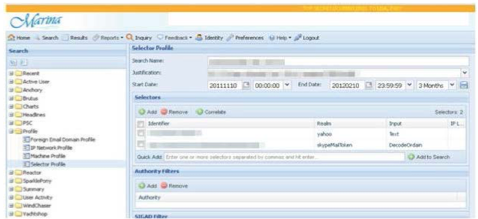 Marina
Home Search Results Reports Inquiry Feedback Identity Preferences Help Logout
Search
Selector Profile
Search Name:
Justification:
Start Date: 20111110 00:00:00 End Date: 20120210 23:59:59 3 Months
Recent
Active User
Anchory
Brutus
Charts
Headlines
PSC
Profile
Foreign Email Domain Profile
IP Network Profile
Machine Profile
Selector Profile
Reactor
SparklePony
Summary
User Activity
WindChaser
YachtShop
Selectors
Add Remove Correlate Selectors: 2
Identifier Realm Input IP L...
yahoo Text
skypeMailToken DecodeOrdain
Quick Add: Enter one or more selectors separated by commas and hit enter... Add to Search
Authority Filters
Add Remove
Authority
SIGAD Filter